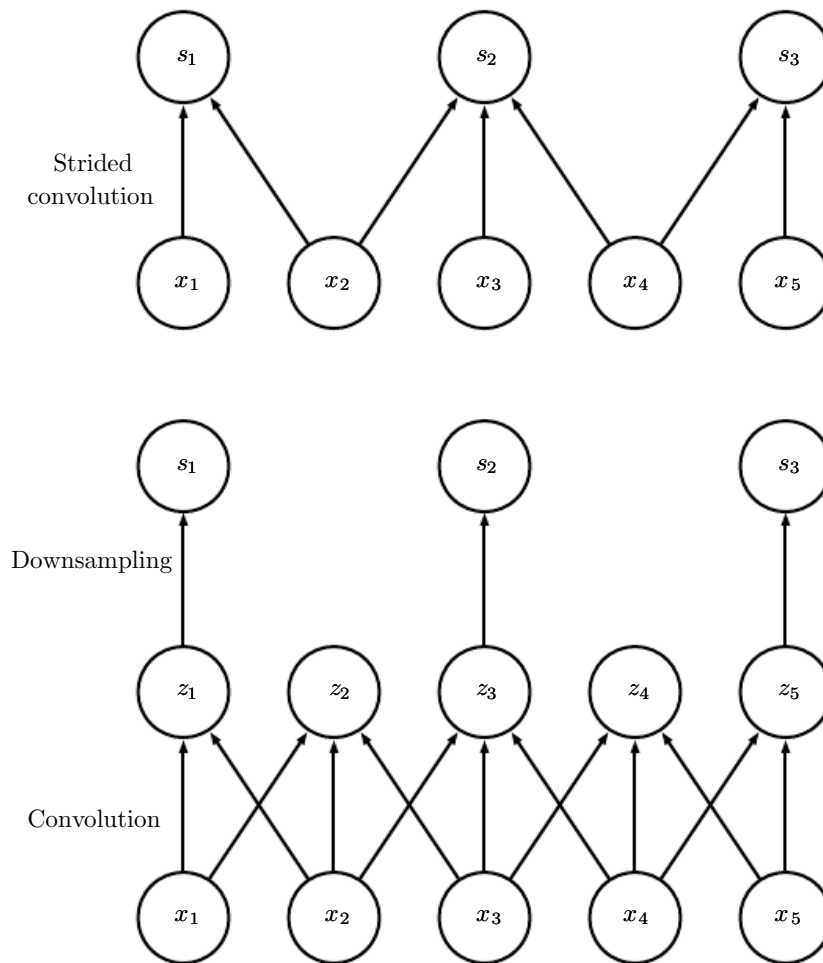 s₁ s₂ s₃
Strided
convolution
x₁ x₂ x₃ x₄ x₅
s₁ s₂ s₃
Downsampling
z₁ z₂ z₃ z₄ z₅
Convolution
x₁ x₂ x₃ x₄ x₅